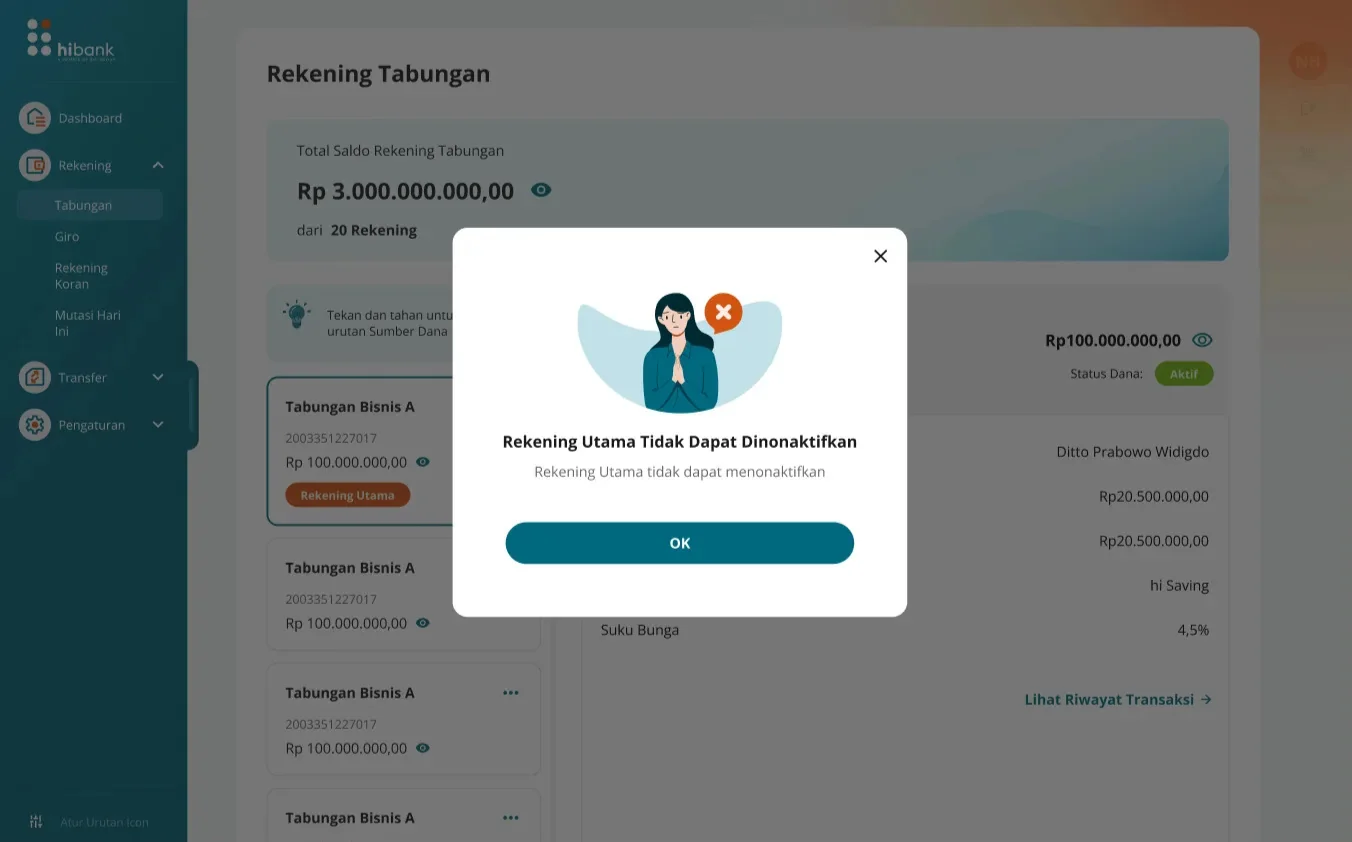 hibank
Dashboard
Rekening
Tabungan
Giro
Rekening
Koran
Mutasi Hari
Ini
Transfer
Pengaturan
Atur Urutan Icon
Rekening Tabungan
Total Saldo Rekening Tabungan
Rp 3.000.000.000,00
dari 20 Rekening
Tekan dan tahan untu
urutan Sumber Dana
Tabungan Bisnis A
2003351227017
Rp 100.000.000,00
Rekening Utama
Tabungan Bisnis A
2003351227017
Rp 100.000.000,00
Tabungan Bisnis A
2003351227017
Rp 100.000.000,00
Tabungan Bisnis A
Rekening Utama Tidak Dapat Dinonaktifkan
Rekening Utama tidak dapat menonaktifkan
OK
Rp100.000.000,00
Status Dana: Aktif
Ditto Prabowo Widigdo
Rp20.500.000,00
Rp20.500.000,00
hi Saving
Suku Bunga 4,5%
Lihat Riwayat Transaksi →